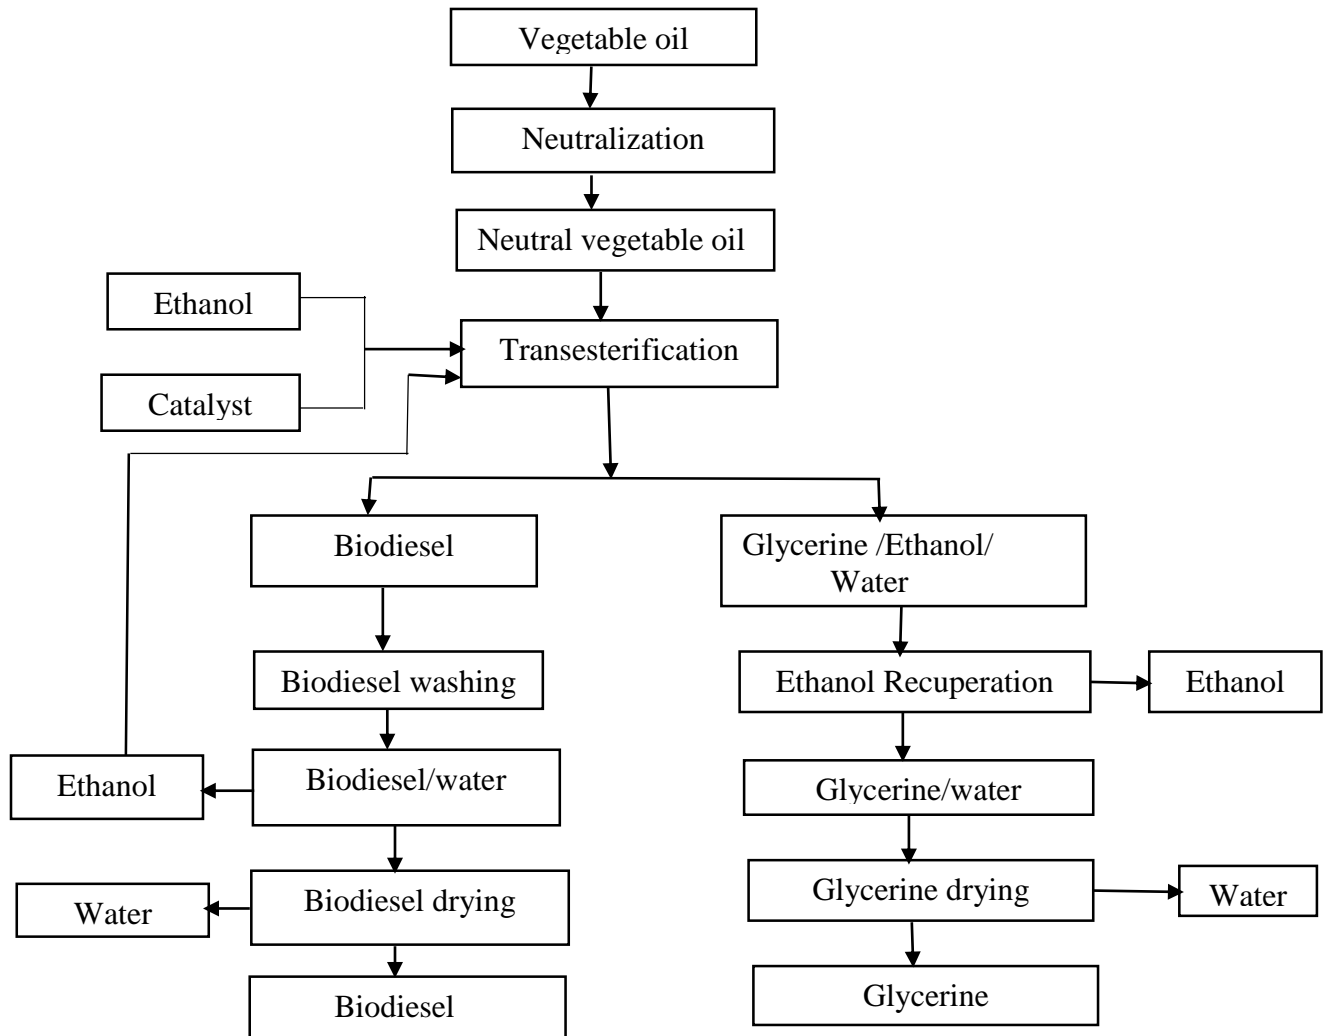 Vegetable oil
Neutralization
Neutral vegetable oil
Ethanol
Transesterification
Catalyst
Biodiesel
Glycerine /Ethanol/
Water
Biodiesel washing
Ethanol Recuperation
Ethanol
Ethanol
Biodiesel/water
Glycerine/water
Water
Biodiesel drying
Glycerine drying
Water
Biodiesel
Glycerine